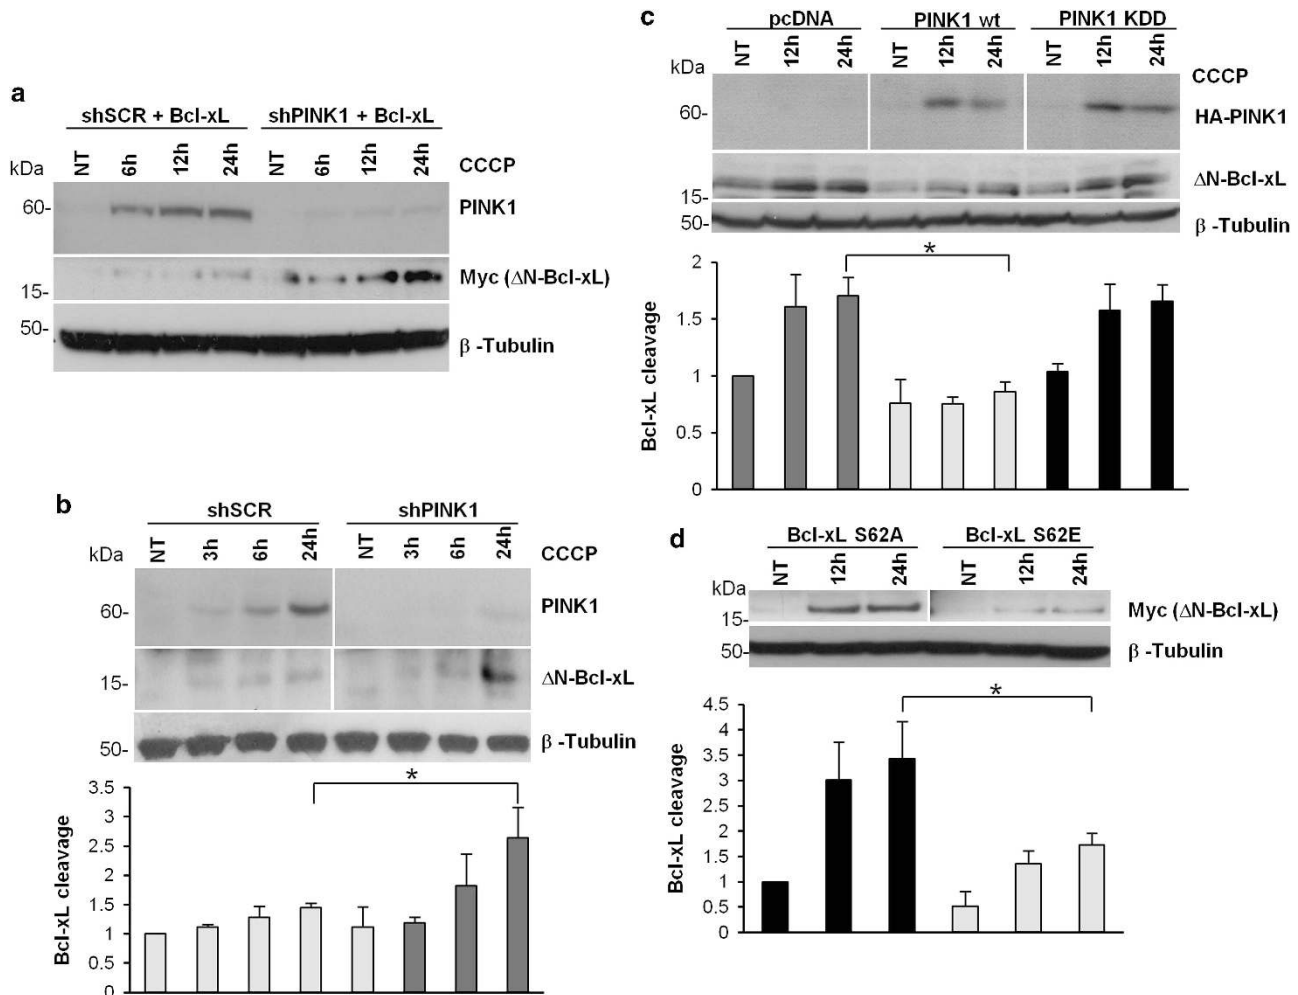 a
shSCR + Bcl-xL shPINK1 + Bcl-xL
kDa NT 6h 12h 24h NT 6h 12h 24h CCCP
60- PINK1
15- Myc (ΔN-Bcl-xL)
50- β -Tubulin
b
shSCR shPINK1
kDa NT 3h 6h 24h NT 3h 6h 24h CCCP
60- PINK1
15- ΔN-Bcl-xL
50- β -Tubulin
*
Bcl-xL cleavage
3.5
3
2.5
2
1.5
1
0.5
0
c
pcDNA PINK1 wt PINK1 KDD
kDa NT 12h 24h NT 12h 24h NT 12h 24h CCCP
60- HA-PINK1
15- ΔN-Bcl-xL
50- β -Tubulin
*
Bcl-xL cleavage
2
1.5
1
0.5
0
d
Bcl-xL S62A Bcl-xL S62E
kDa NT 12h 24h NT 12h 24h
15- Myc (ΔN-Bcl-xL)
50- β -Tubulin
*
Bcl-xL cleavage
4.5
4
3.5
3
2.5
2
1.5
1
0.5
0